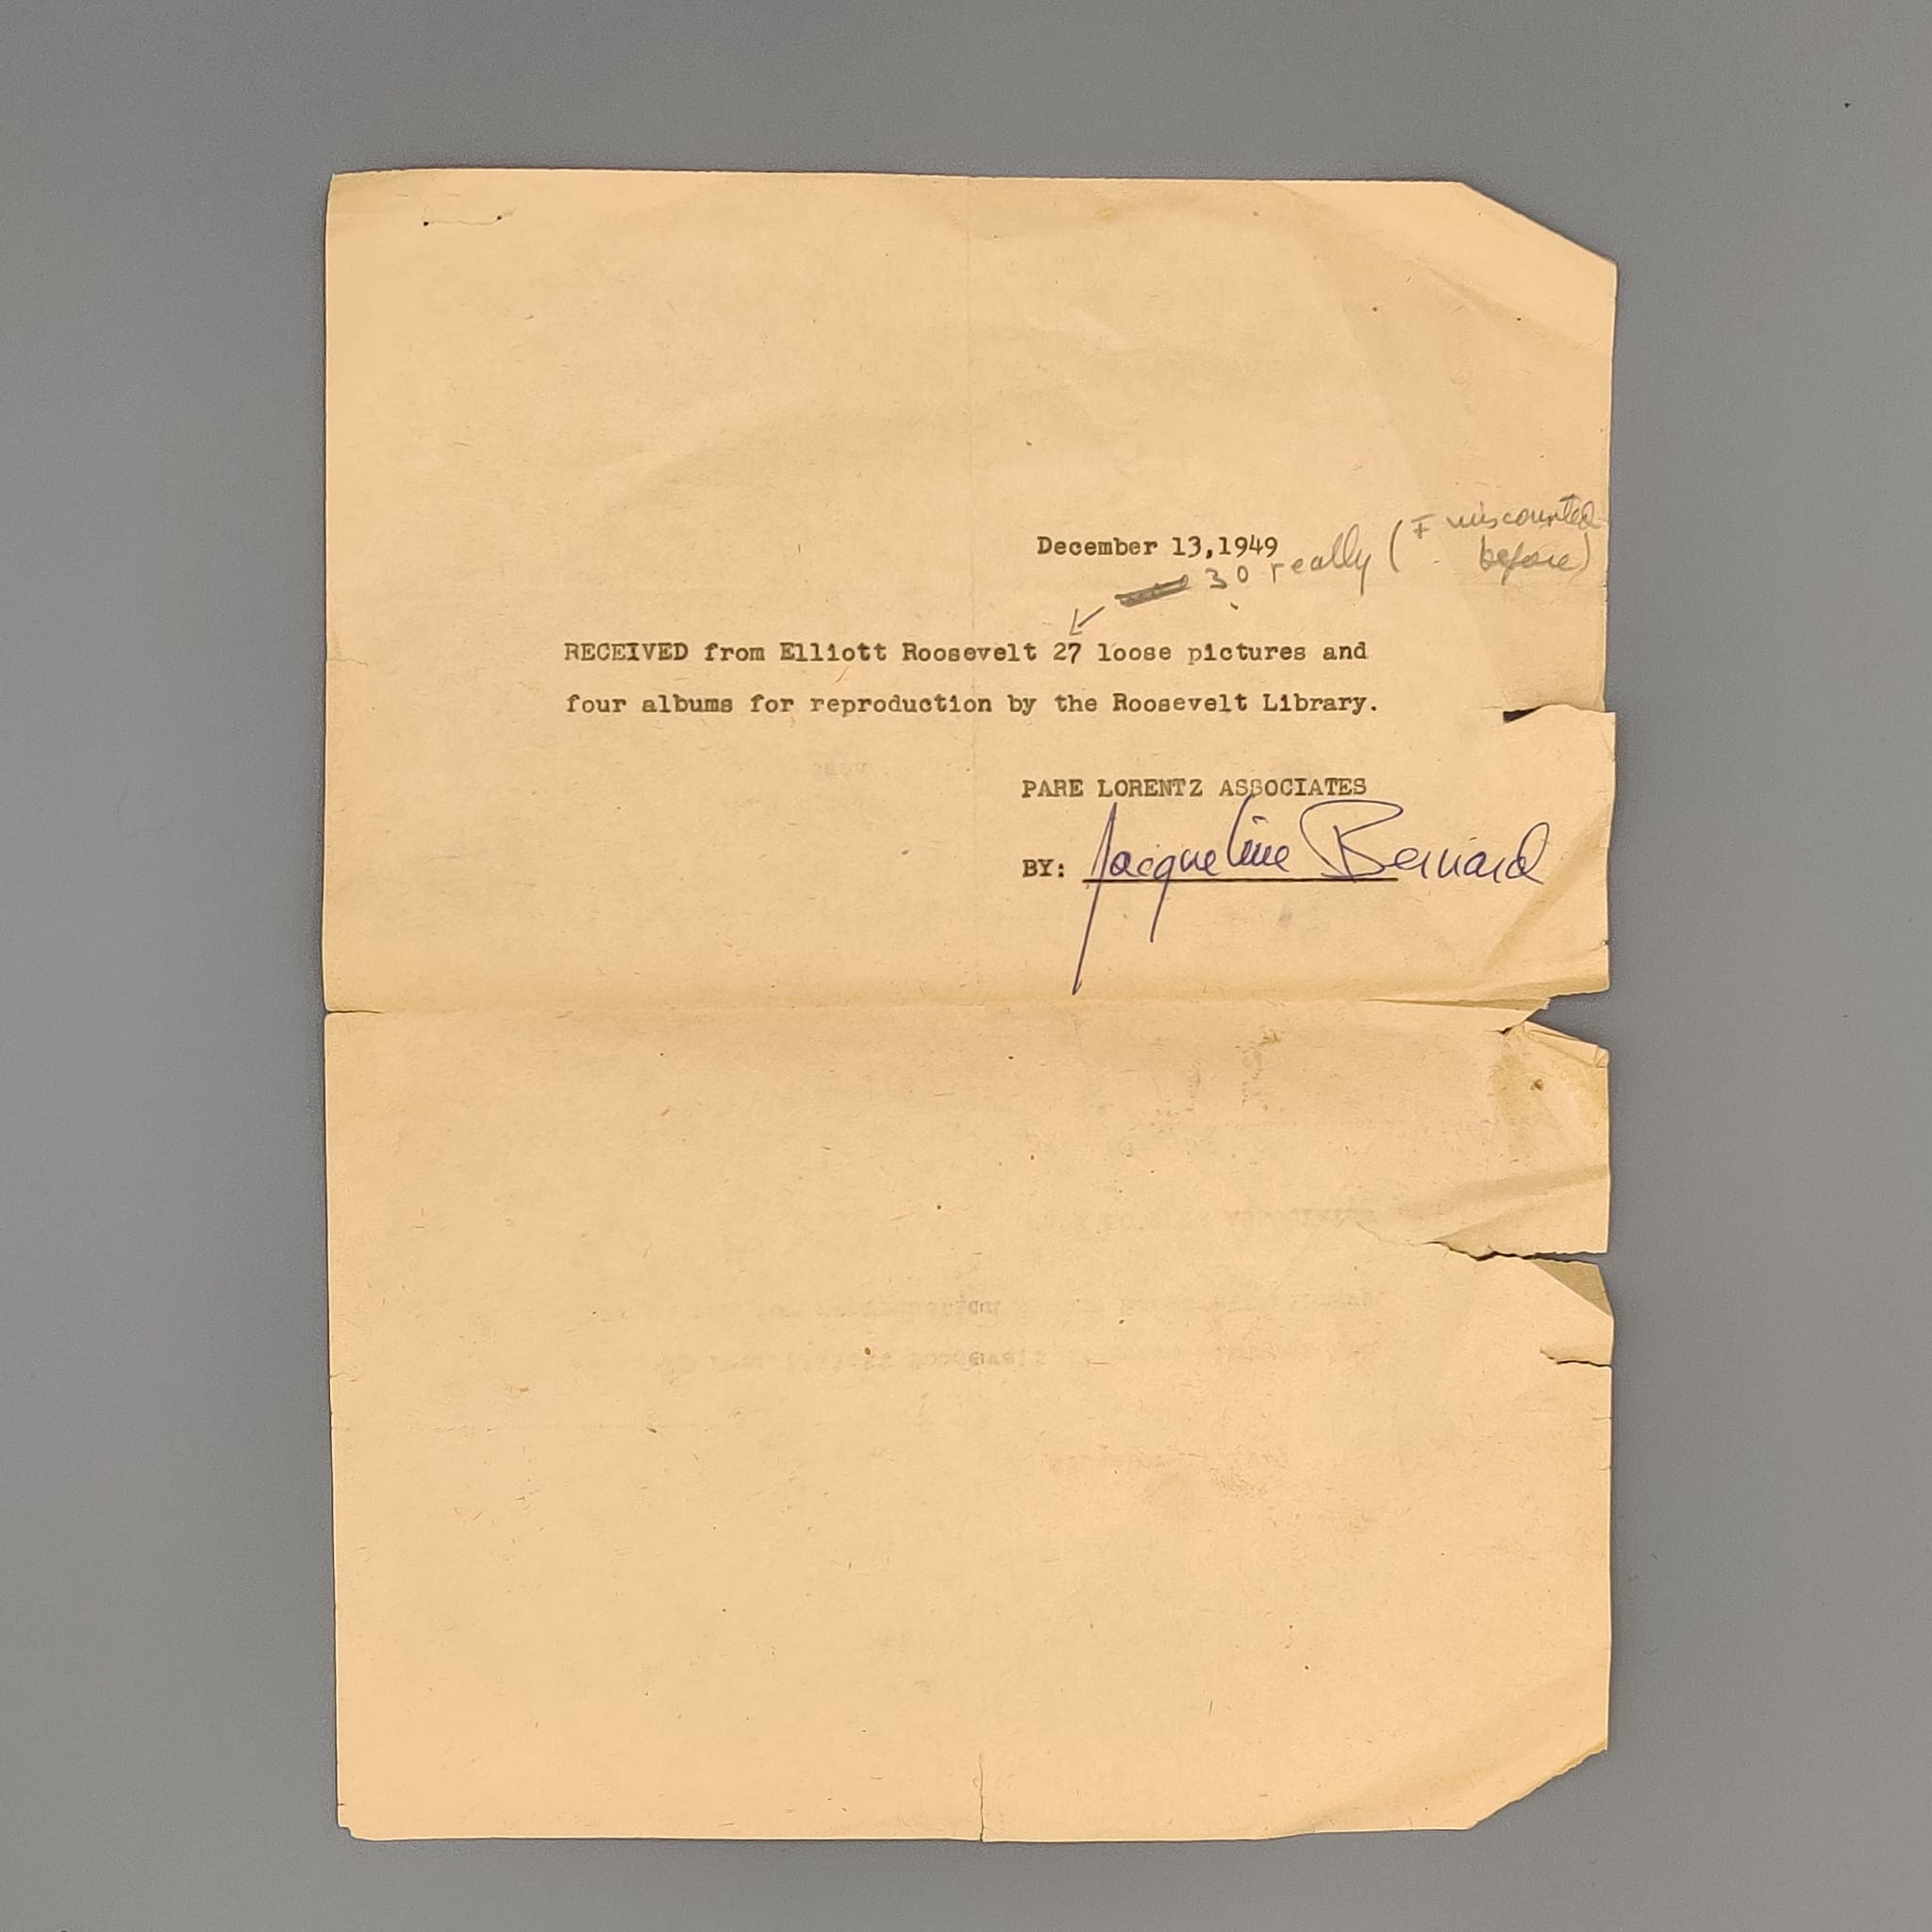 December 13,1949
30 really (I miscounted
before)
RECEIVED from Elliott Roosevelt 27 loose pictures and
four albums for reproduction by the Roosevelt Library.
PARE LORENTZ ASSOCIATES
BY: Jacqueline Bernard